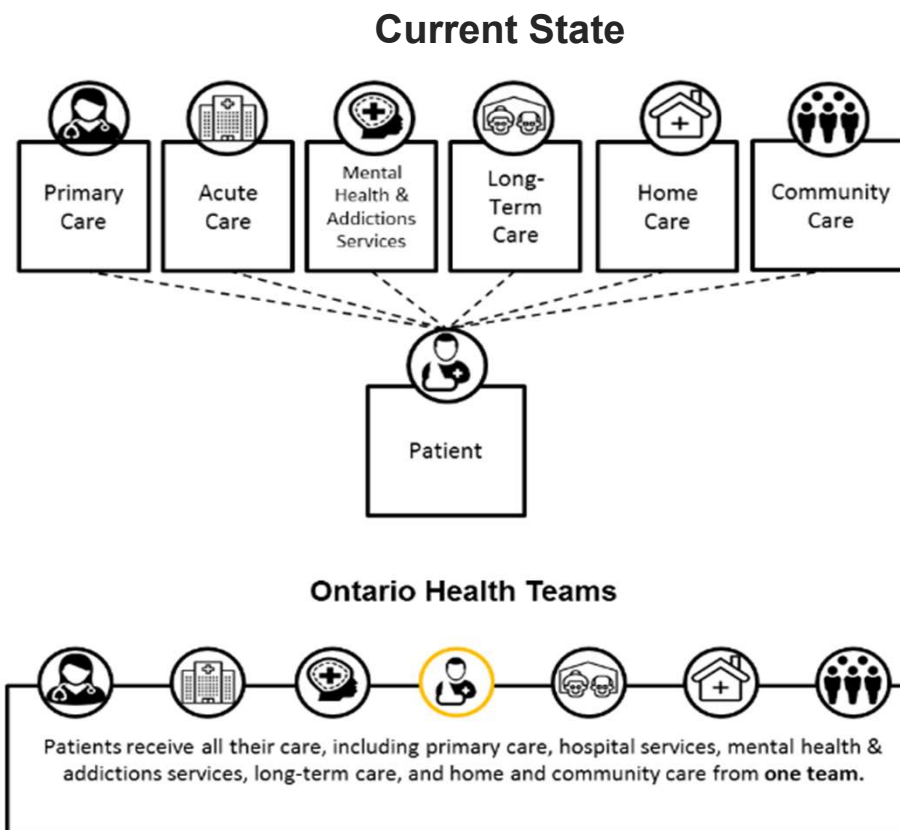 Current State
Primary
Care
Acute
Care
Mental
Health &
Addictions
Services
Long-
Term
Care
Home
Care
Community
Care
Patient
Ontario Health Teams
Patients receive all their care, including primary care, hospital services, mental health &
addictions services, long-term care, and home and community care from one team.